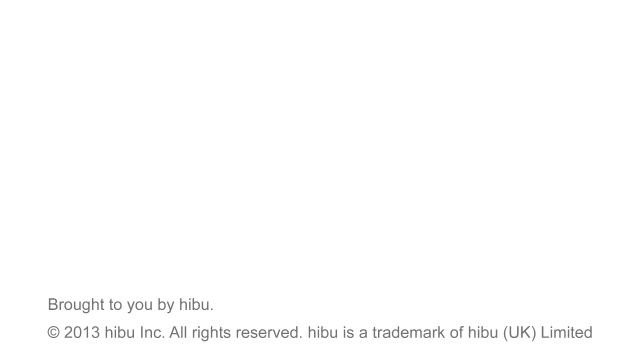 Brought to you by hibu.
© 2013 hibu Inc. All rights reserved. hibu is a trademark of hibu (UK) Limited